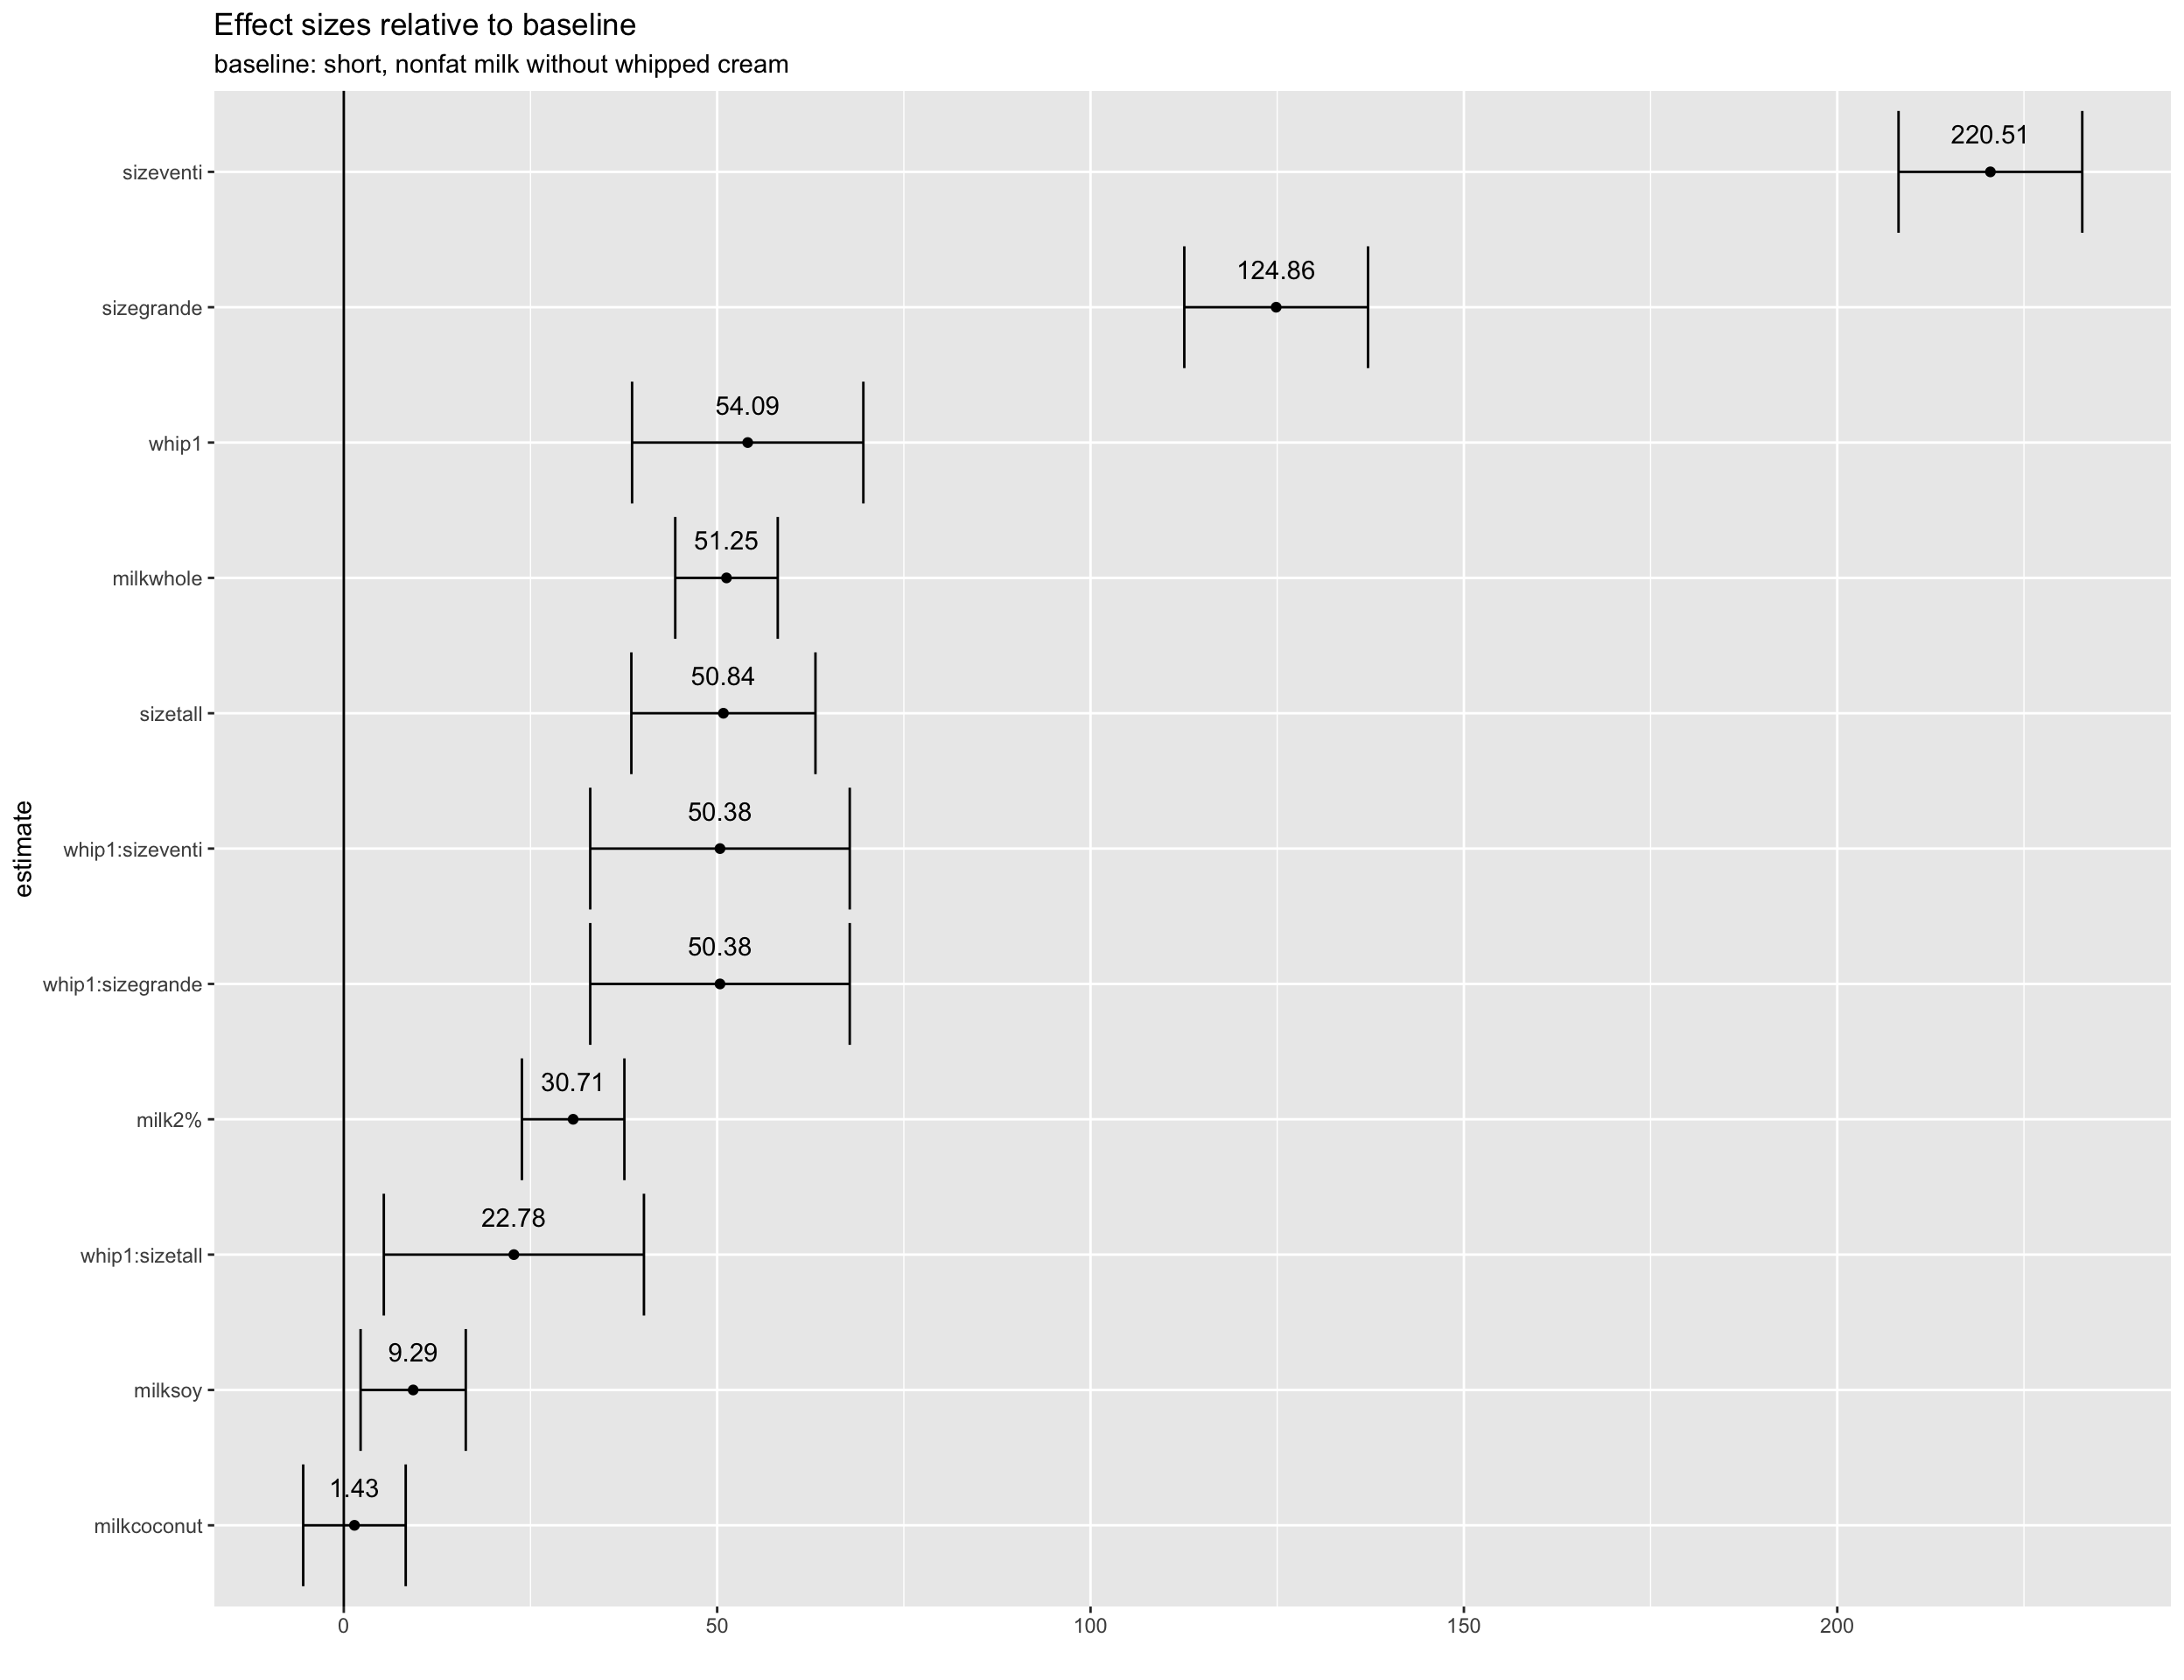 Effect sizes relative to baseline
baseline: short, nonfat milk without whipped cream
estimate
sizeventi
220.51
sizegrande
124.86
whip1
54.09
milkwhole
51.25
sizetall
50.84
whip1:sizeventi
50.38
whip1:sizegrande
50.38
milk2%
30.71
whip1:sizetall
22.78
milksoy
9.29
milkcoconut
1.43
0 50 100 150 200